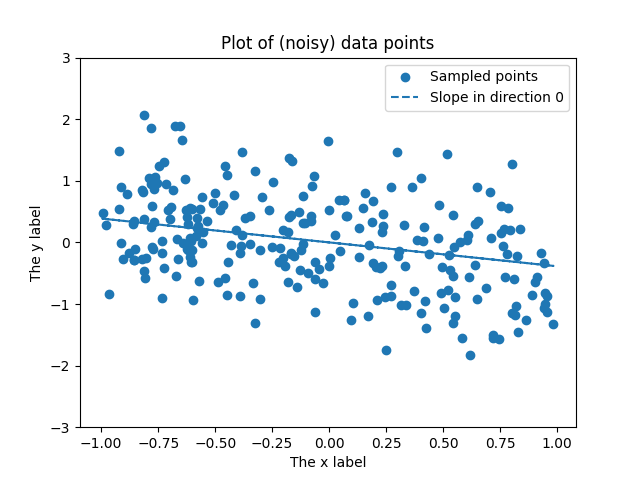 Plot of (noisy) data points
Sampled points
Slope in direction 0
3
2
1
0
−1
−2
−3
The y label
−1.00 −0.75 −0.50 −0.25 0.00 0.25 0.50 0.75 1.00
The x label